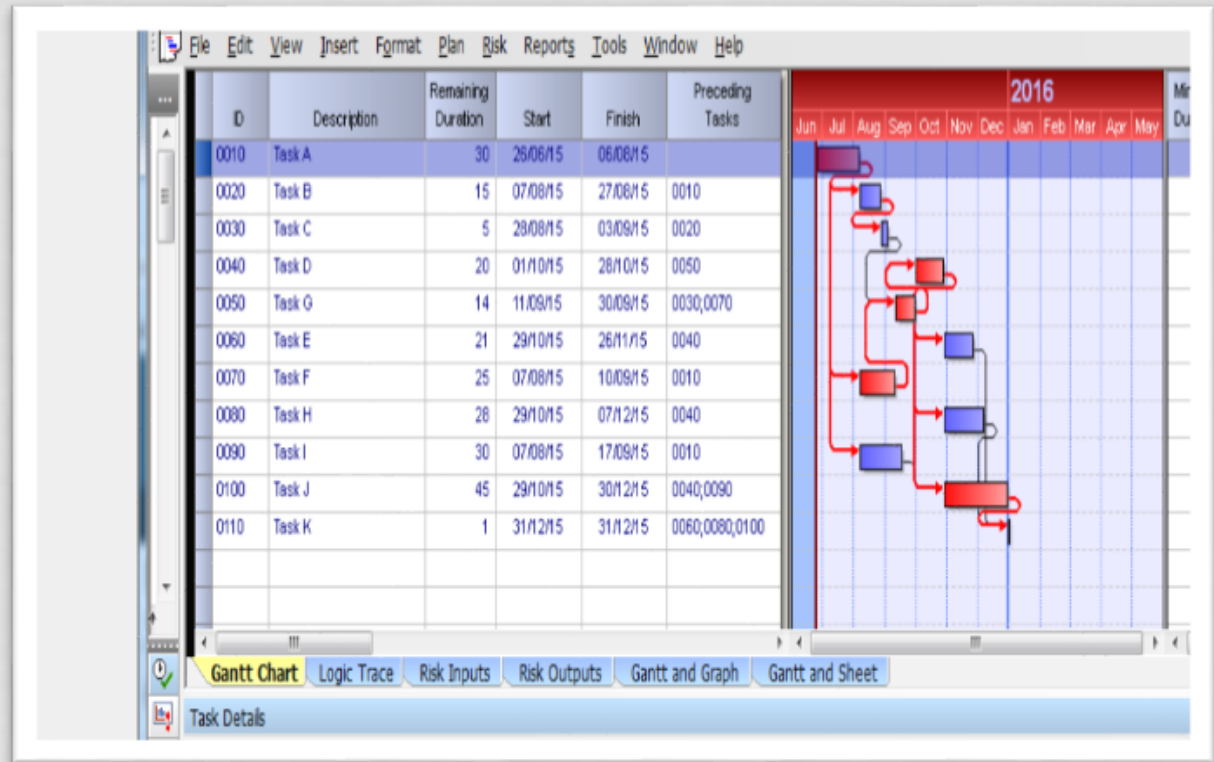 File Edit View Insert Format Plan Risk Reports Tools Window Help
ID Description Remaining Duration Start Finish Preceding Tasks
2016
Jun Jul Aug Sep Oct Nov Dec Jan Feb Mar Apr May
0010 Task A 30 26/06/15 06/08/15
0020 Task B 15 07/08/15 27/08/15 0010
0030 Task C 5 28/08/15 03/09/15 0020
0040 Task D 20 01/10/15 28/10/15 0050
0050 Task G 14 11/09/15 30/09/15 0030;0070
0060 Task E 21 29/10/15 26/11/15 0040
0070 Task F 25 07/08/15 10/09/15 0010
0080 Task H 28 29/10/15 07/12/15 0040
0090 Task I 30 07/08/15 17/09/15 0010
0100 Task J 45 29/10/15 30/12/15 0040;0090
0110 Task K 1 31/12/15 31/12/15 0060;0080;0100
Gantt Chart Logic Trace Risk Inputs Risk Outputs Gantt and Graph Gantt and Sheet
Task Details